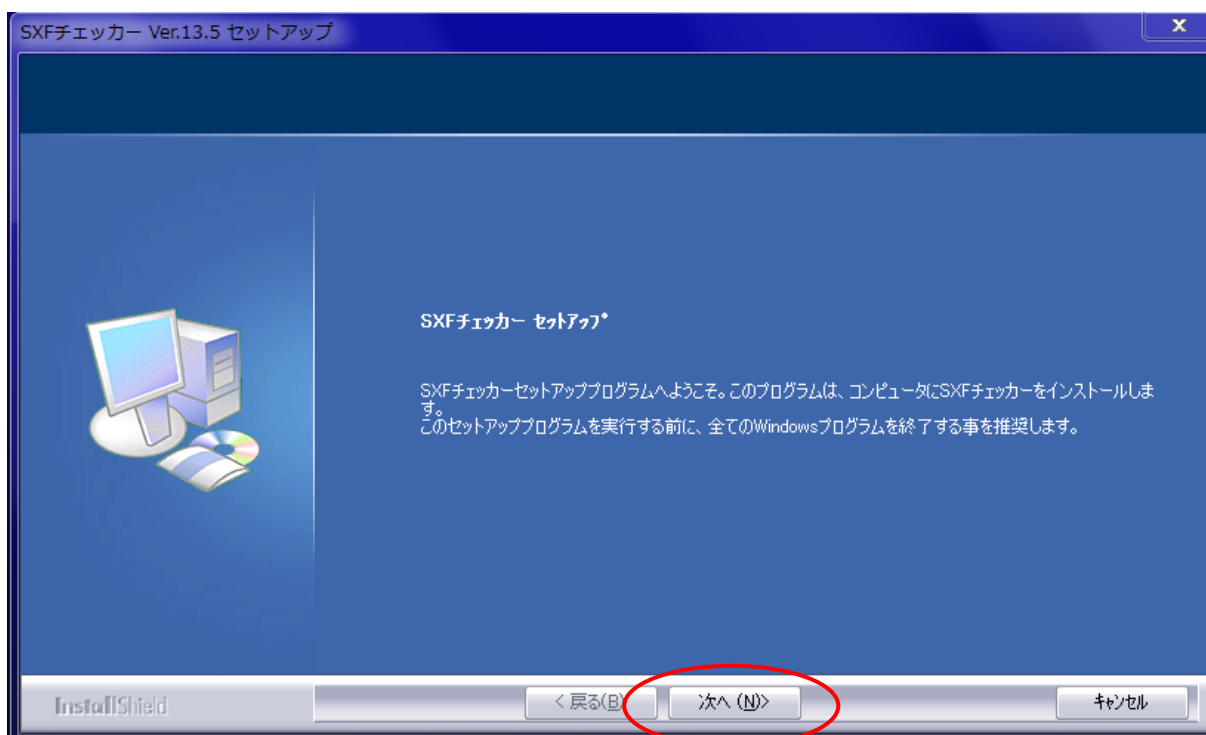 SXFチェッカー Ver.13.5 セットアップ
X
SXFチェッカー セットアップ
SXFチェッカーセットアッププログラムへようこそ。このプログラムは、コンピュータにSXFチェッカーをインストールしま
す。
このセットアッププログラムを実行する前に、全てのWindowsプログラムを終了する事を推奨します。
InstallShield
< 戻る(B)
次へ (N)>
キャンセル